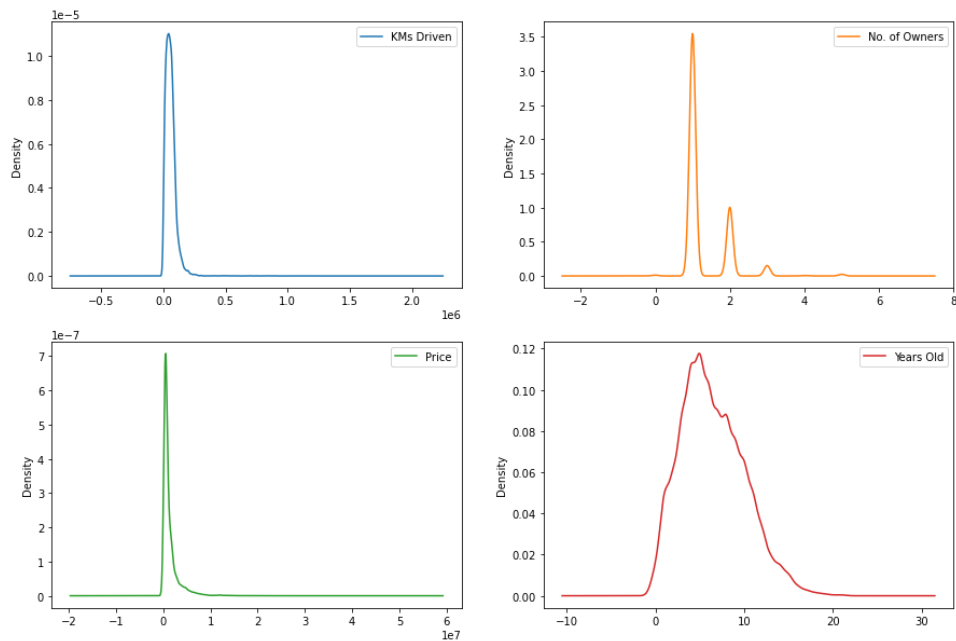 1e−5
KMs Driven
Density
1.0
0.8
0.6
0.4
0.2
0.0
−0.5 0.0 0.5 1.0 1.5 2.0
1e6
No. of Owners
Density
3.5
3.0
2.5
2.0
1.5
1.0
0.5
0.0
−2 0 2 4 6 8
1e−7
Price
Density
7
6
5
4
3
2
1
0
−2 −1 0 1 2 3 4 5 6
1e7
Years Old
Density
0.12
0.10
0.08
0.06
0.04
0.02
0.00
−10 0 10 20 30